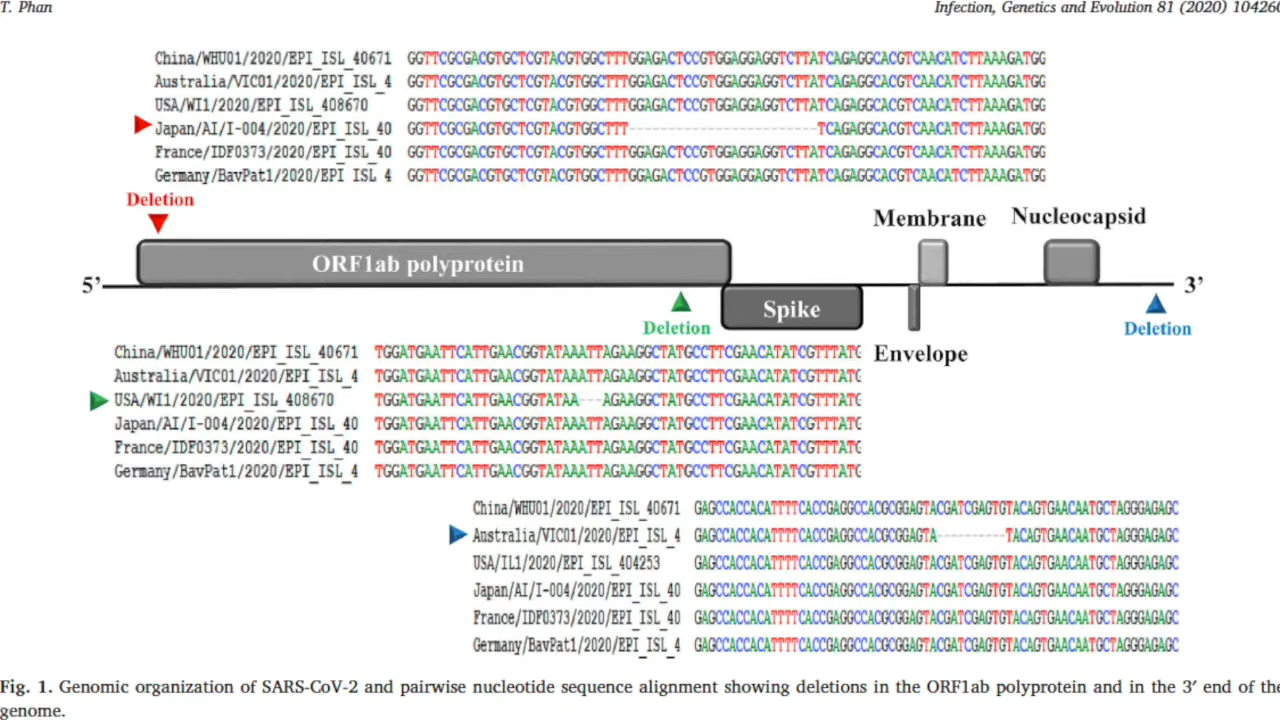 T. Phan
Infection, Genetics and Evolution 81 (2020) 104260
China/WHU01/2020/EPI_ISL_40671 GGTTCGCGACGTGCTCGTACGTGGCTTTGGAGACTCCGTGGAGGAGGTCTTATCAGAGGCACGTCAACATCTTAAAGATGG
Australia/VIC01/2020/EPI_ISL_4 GGTTCGCGACGTGCTCGTACGTGGCTTTGGAGACTCCGTGGAGGAGGTCTTATCAGAGGCACGTCAACATCTTAAAGATGG
USA/WI1/2020/EPI_ISL_408670 GGTTCGCGACGTGCTCGTACGTGGCTTTGGAGACTCCGTGGAGGAGGTCTTATCAGAGGCACGTCAACATCTTAAAGATGG
Japan/AI/I-004/2020/EPI_ISL_40 GGTTCGCGACGTGCTCGTACGTGGCTTT------------------------TCAGAGGCACGTCAACATCTTAAAGATGG
France/IDF0373/2020/EPI_ISL_40 GGTTCGCGACGTGCTCGTACGTGGCTTTGGAGACTCCGTGGAGGAGGTCTTATCAGAGGCACGTCAACATCTTAAAGATGG
Germany/BavPat1/2020/EPI_ISL_4 GGTTCGCGACGTGCTCGTACGTGGCTTTGGAGACTCCGTGGAGGAGGTCTTATCAGAGGCACGTCAACATCTTAAAGATGG
Deletion
Membrane
Nucleocapsid
ORF1ab polyprotein
5’
3’
Spike
Deletion
Deletion
Envelope
China/WHU01/2020/EPI_ISL_40671 TGGATGAATTCATTGAACGGTATAAATTAGAAGGCTATGCCTTCGAACATATCGTTTATG
Australia/VIC01/2020/EPI_ISL_4 TGGATGAATTCATTGAACGGTATAAATTAGAAGGCTATGCCTTCGAACATATCGTTTATG
USA/WI1/2020/EPI_ISL_408670 TGGATGAATTCATTGAACGGTATAA---AGAAGGCTATGCCTTCGAACATATCGTTTATG
Japan/AI/I-004/2020/EPI_ISL_40 TGGATGAATTCATTGAACGGTATAAATTAGAAGGCTATGCCTTCGAACATATCGTTTATG
France/IDF0373/2020/EPI_ISL_40 TGGATGAATTCATTGAACGGTATAAATTAGAAGGCTATGCCTTCGAACATATCGTTTATG
Germany/BavPat1/2020/EPI_ISL_4 TGGATGAATTCATTGAACGGTATAAATTAGAAGGCTATGCCTTCGAACATATCGTTTATG
China/WHU01/2020/EPI_ISL_40671 GAGCCACCACATTTTCACCGAGGCCACGCGGAGTACGATCGAGTGTACAGTGAACAATGCTAGGGAGAGC
Australia/VIC01/2020/EPI_ISL_4 GAGCCACCACATTTTCACCGAGGCCACGCGGAGTA----------TACAGTGAACAATGCTAGGGAGAGC
USA/IL1/2020/EPI_ISL_404253 GAGCCACCACATTTTCACCGAGGCCACGCGGAGTACGATCGAGTGTACAGTGAACAATGCTAGGGAGAGC
Japan/AI/I-004/2020/EPI_ISL_40 GAGCCACCACATTTTCACCGAGGCCACGCGGAGTACGATCGAGTGTACAGTGAACAATGCTAGGGAGAGC
France/IDF0373/2020/EPI_ISL_40 GAGCCACCACATTTTCACCGAGGCCACGCGGAGTACGATCGAGTGTACAGTGAACAATGCTAGGGAGAGC
Germany/BavPat1/2020/EPI_ISL_4 GAGCCACCACATTTTCACCGAGGCCACGCGGAGTACGATCGAGTGTACAGTGAACAATGCTAGGGAGAGC
Fig. 1. Genomic organization of SARS-CoV-2 and pairwise nucleotide sequence alignment showing deletions in the ORF1ab polyprotein and in the 3′ end of the
genome.